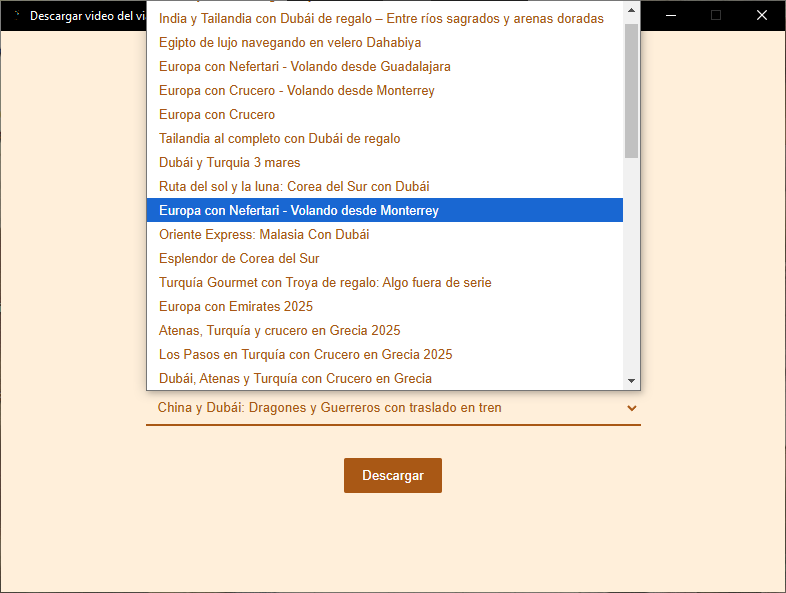 Descargar video del vi
India y Tailandia con Dubái de regalo – Entre ríos sagrados y arenas doradas
Egipto de lujo navegando en velero Dahabiya
Europa con Nefertari - Volando desde Guadalajara
Europa con Crucero - Volando desde Monterrey
Europa con Crucero
Tailandia al completo con Dubái de regalo
Dubái y Turquia 3 mares
Ruta del sol y la luna: Corea del Sur con Dubái
Europa con Nefertari - Volando desde Monterrey
Oriente Express: Malasia Con Dubái
Esplendor de Corea del Sur
Turquía Gourmet con Troya de regalo: Algo fuera de serie
Europa con Emirates 2025
Atenas, Turquía y crucero en Grecia 2025
Los Pasos en Turquía con Crucero en Grecia 2025
Dubái, Atenas y Turquía con Crucero en Grecia
China y Dubái: Dragones y Guerreros con traslado en tren
Descargar